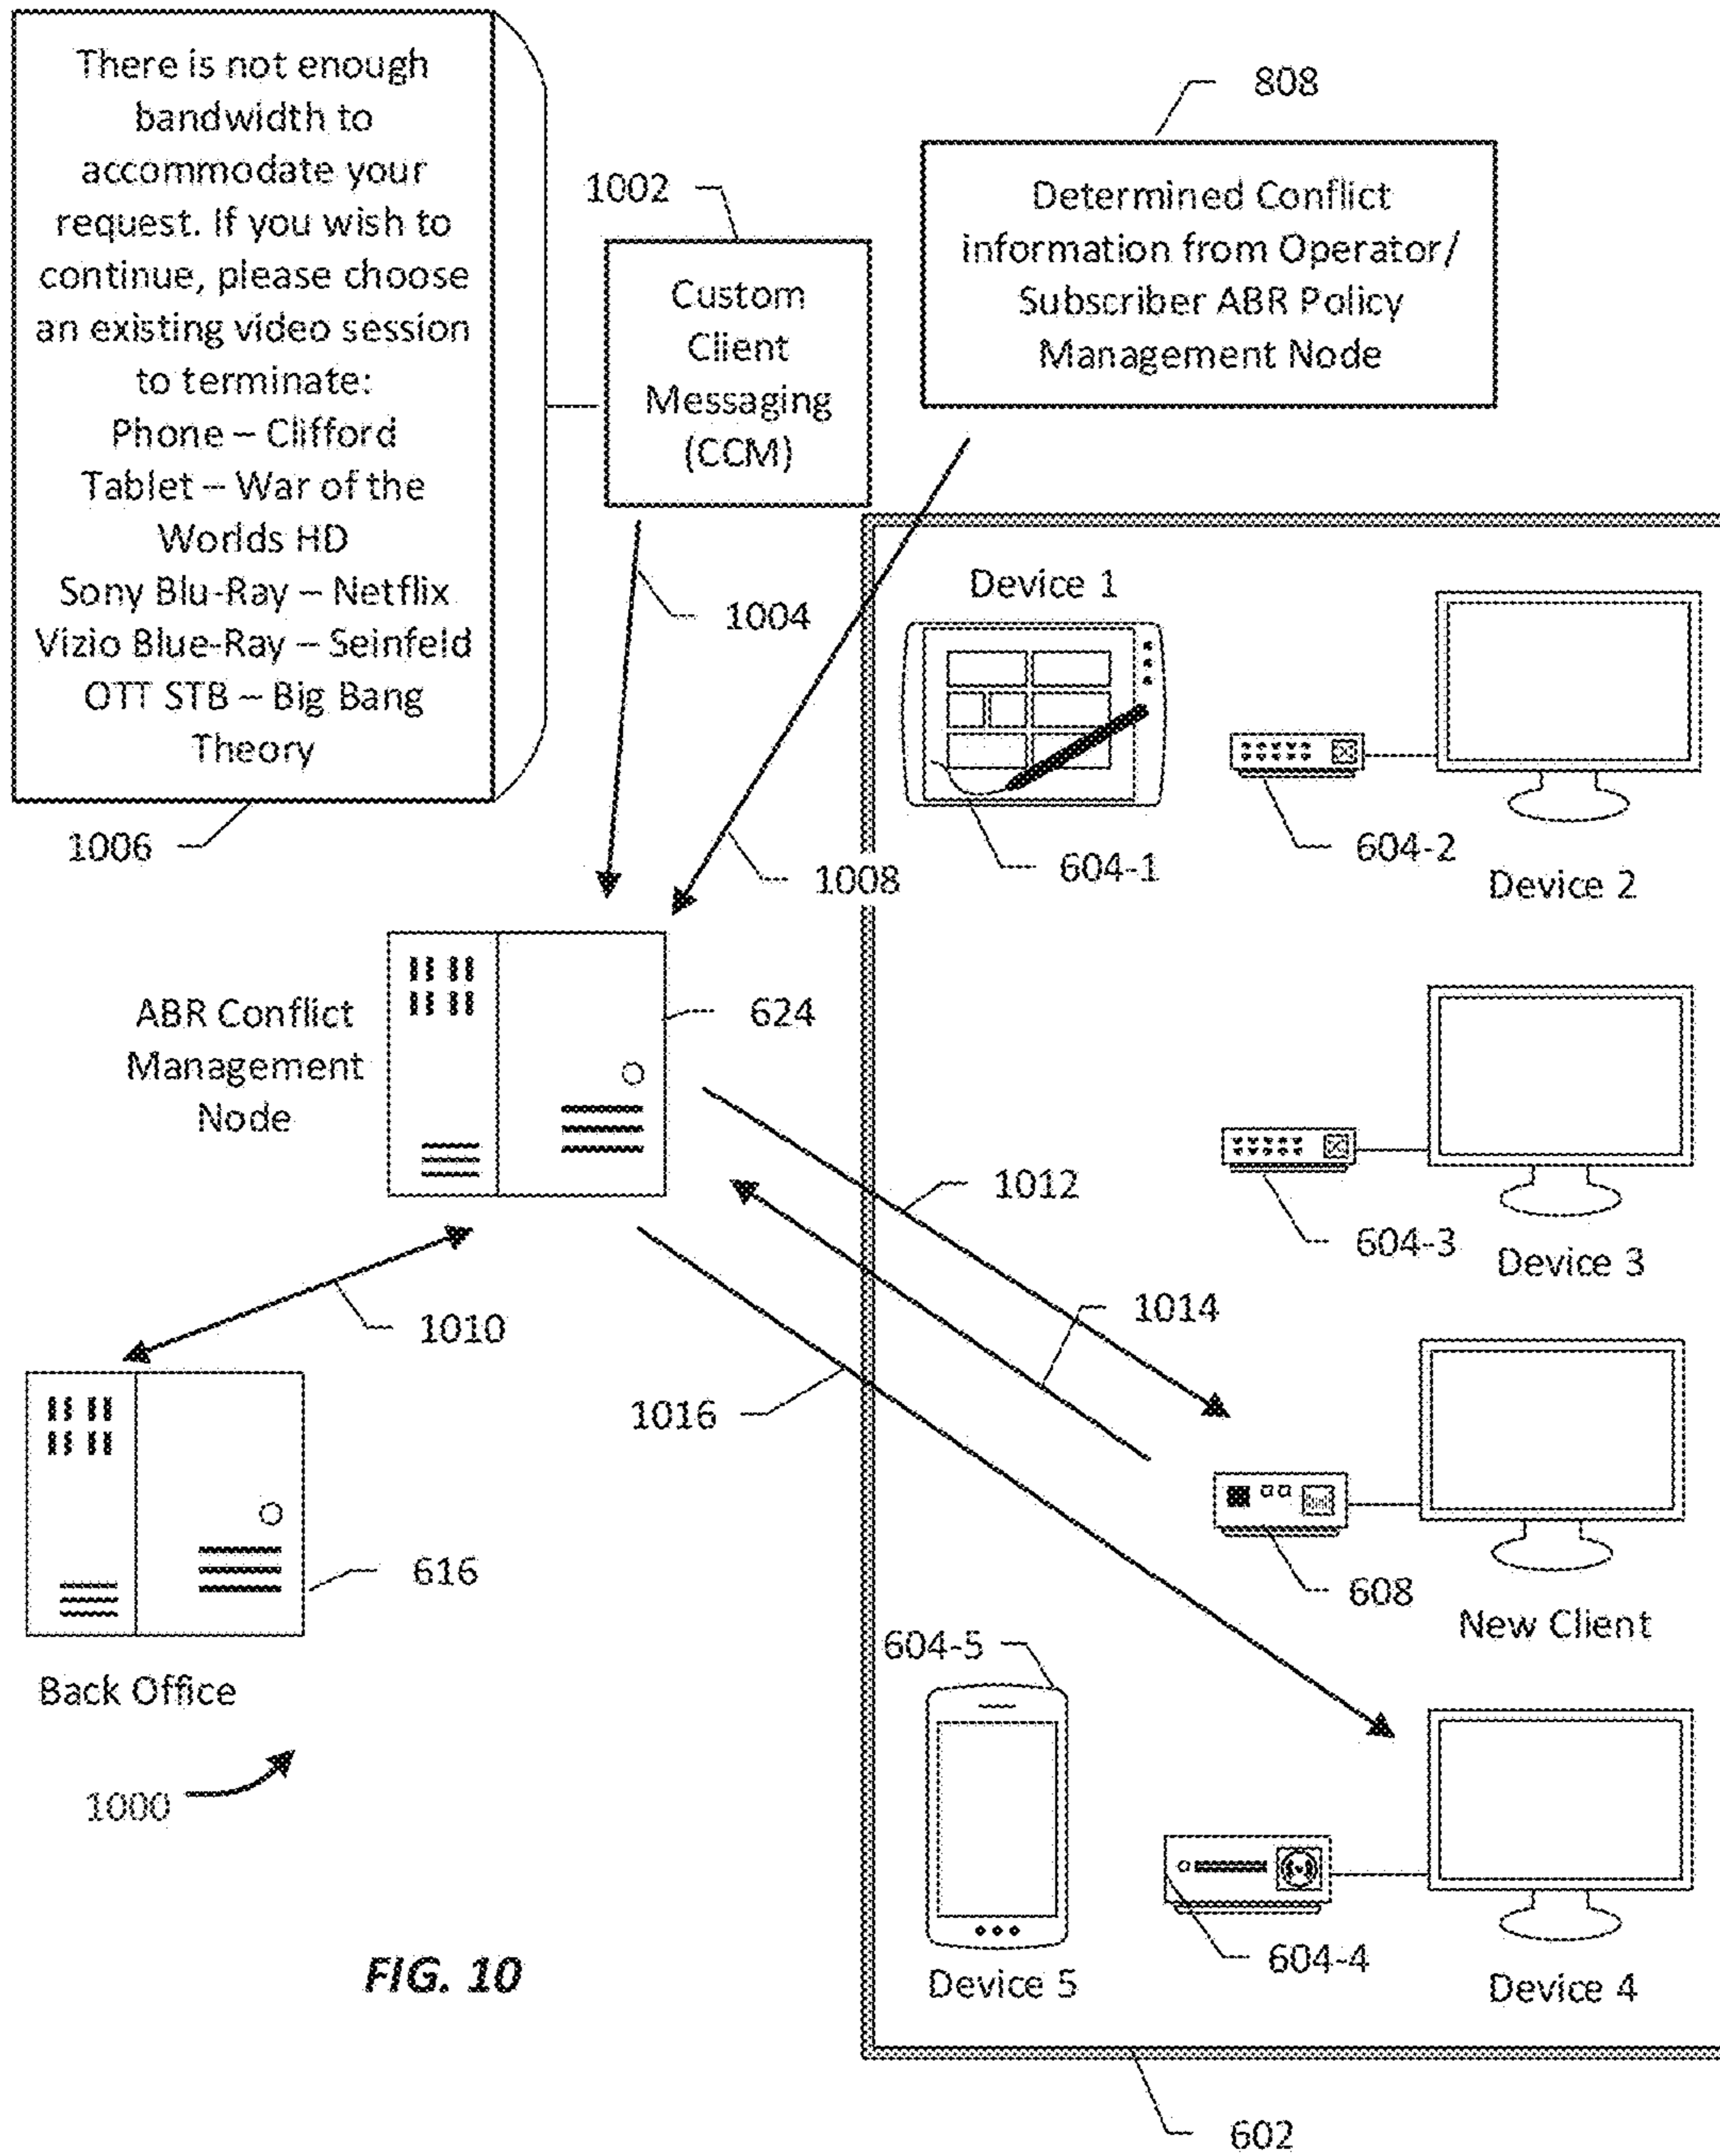 There is not enough
bandwidth to
accommodate your
request. If you wish to
continue, please choose
an existing video session
to terminate:
Phone – Clifford
Tablet – War of the
Worlds HD
Sony Blu-Ray – Netflix
Vizio Blue-Ray – Seinfeld
OTT STB – Big Bang
Theory
1006
1002
Custom
Client
Messaging
(CCM)
808
Determined Conflict
information from Operator/
Subscriber ABR Policy
Management Node
1004
1008
Device 1
604-1
604-2
Device 2
ABR Conflict
Management
Node
624
1012
604-3
Device 3
1010
1014
1016
616
Back Office
608
New Client
604-5
1000
Device 5
604-4
Device 4
FIG. 10
602